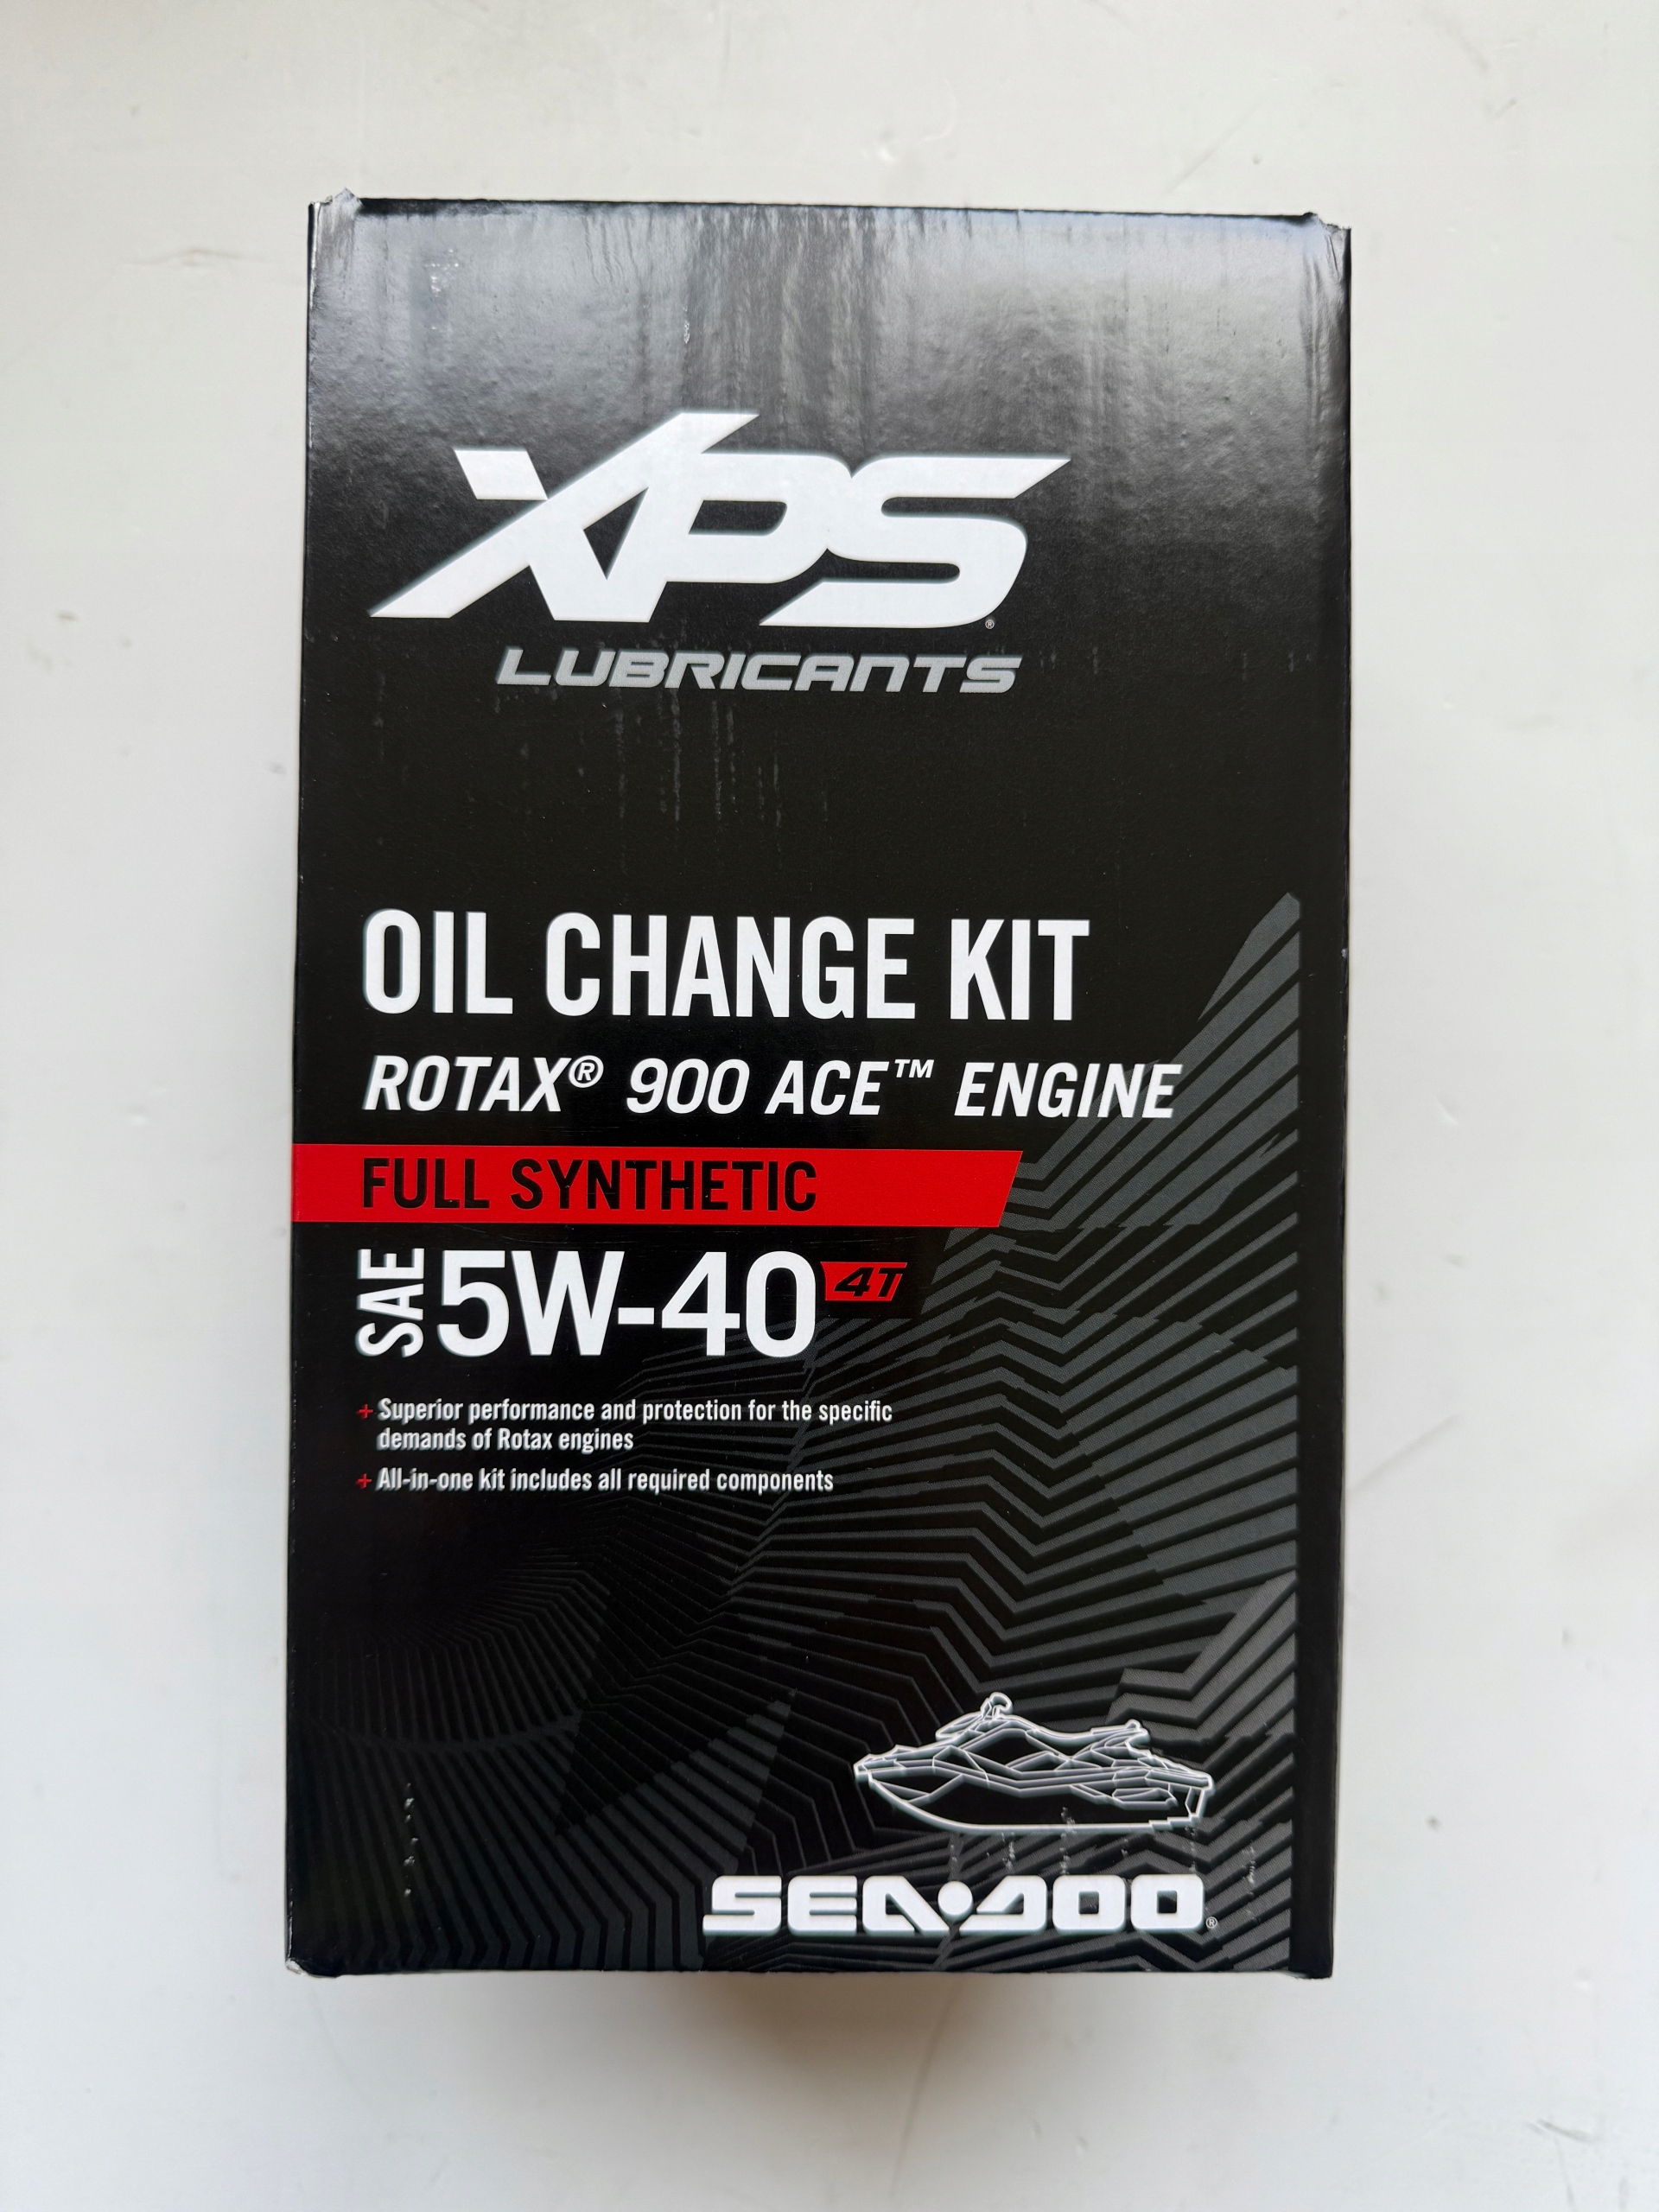 XPS®
LUBRICANTS
OIL CHANGE KIT
ROTAX® 900 ACE™ ENGINE
FULL SYNTHETIC
SAE 5W-40 4T
+ Superior performance and protection for the specific
demands of Rotax engines
+ All-in-one kit includes all required components
SEA-DOO®